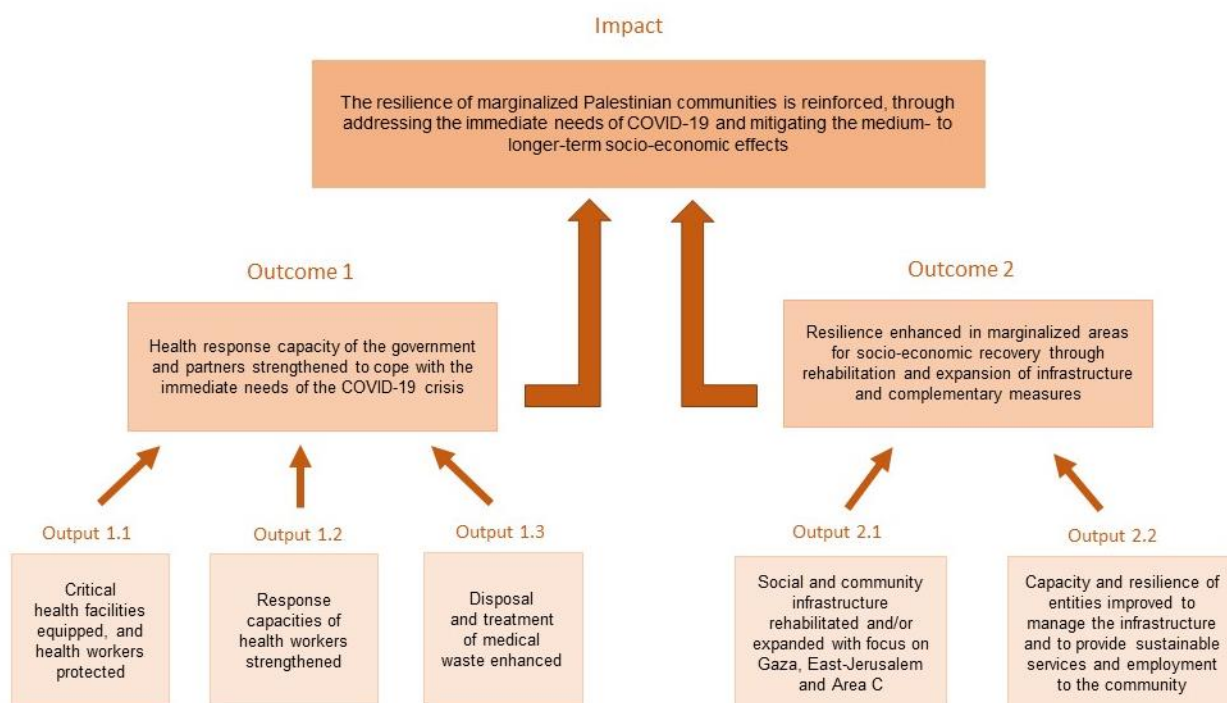 Impact
The resilience of marginalized Palestinian communities is reinforced, through
addressing the immediate needs of COVID-19 and mitigating the medium- to
longer-term socio-economic effects
Outcome 1
Health response capacity of the government
and partners strengthened to cope with the
immediate needs of the COVID-19 crisis
Outcome 2
Resilience enhanced in marginalized areas
for socio-economic recovery through
rehabilitation and expansion of infrastructure
and complementary measures
Output 1.1
Critical
health facilities
equipped, and
health workers
protected
Output 1.2
Response
capacities of
health workers
strengthened
Output 1.3
Disposal
and treatment
of medical
waste enhanced
Output 2.1
Social and community
infrastructure
rehabilitated and/or
expanded with focus on
Gaza, East-Jerusalem
and Area C
Output 2.2
Capacity and resilience of
entities improved to
manage the infrastructure
and to provide sustainable
services and employment
to the community